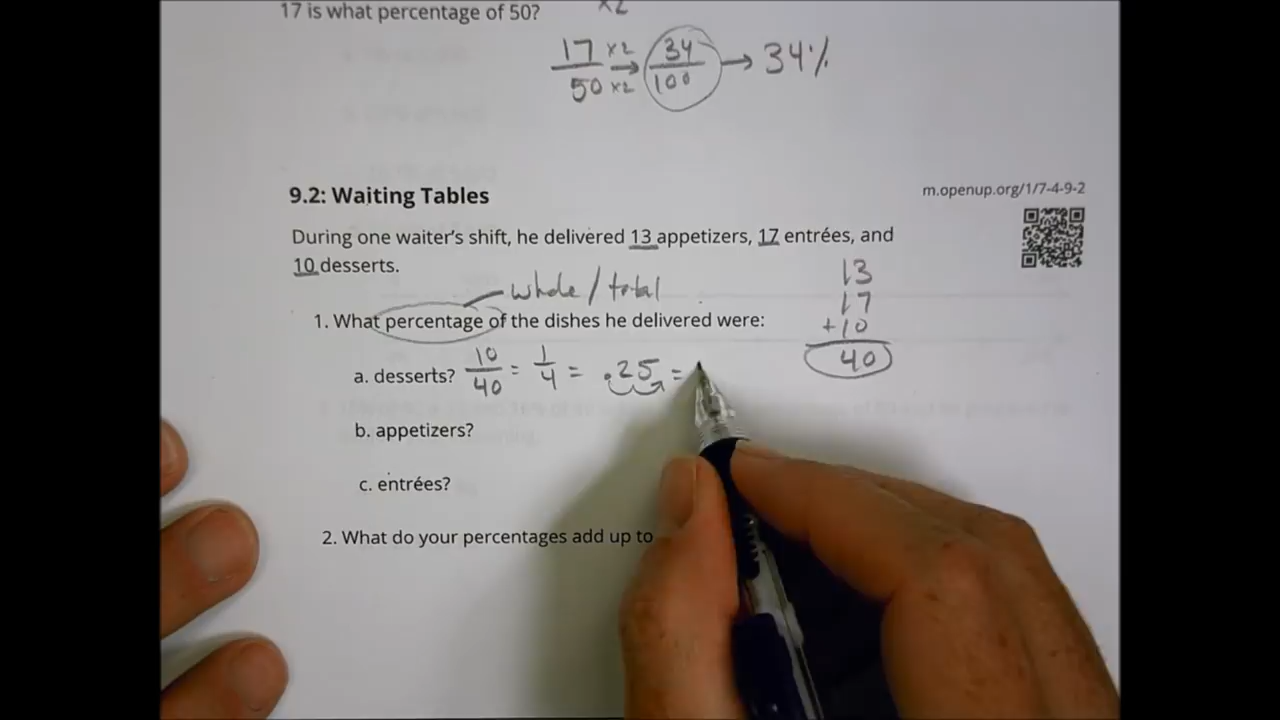 17 is what percentage of 50?
x2
17 x2 34 → 34%
50 x2 100
9.2: Waiting Tables
m.openup.org/1/7-4-9-2
During one waiter's shift, he delivered 13 appetizers, 17 entrées, and
10 desserts.
13
17
+10
40
whole / total
1. What percentage of the dishes he delivered were:
a. desserts? 10/40 = 1/4 = .25 =
b. appetizers?
c. entrées?
2. What do your percentages add up to